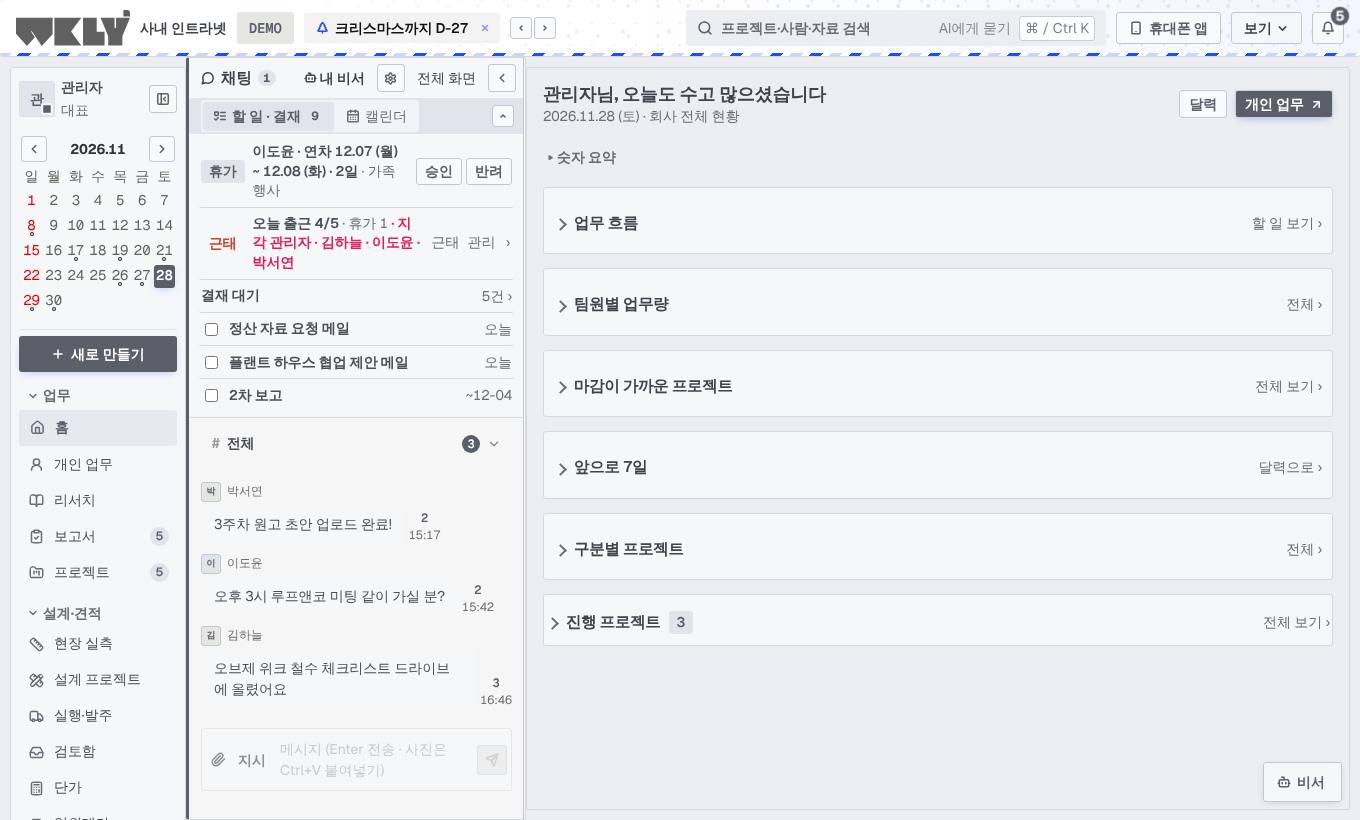 WKLY 사내 인트라넷 DEMO 크리스마스까지 D-27 × ‹ › 프로젝트·사람·자료 검색 AI에게 묻기 ⌘ / Ctrl K 휴대폰 앱 보기 5
관 관리자
대표
2026.11
일 월 화 수 목 금 토
1 2 3 4 5 6 7
8 9 10 11 12 13 14
15 16 17 18 19 20 21
22 23 24 25 26 27 28
29 30
+ 새로 만들기
업무
홈
개인 업무
리서치
보고서 5
프로젝트 5
설계·견적
현장 실측
설계 프로젝트
실행·발주
검토함
단가
채팅 1 내 비서 전체 화면
할 일·결재 9 캘린더
휴가 이도윤 · 연차 12.07 (월)
~ 12.08 (화) · 2일 · 가족
행사
승인 반려
근태 오늘 출근 4/5 · 휴가 1 · 지
각 관리자 · 김하늘 · 이도윤 ·
박서연
근태 관리 ›
결재 대기 5건 ›
정산 자료 요청 메일 오늘
플랜트 하우스 협업 제안 메일 오늘
2차 보고 ~12-04
# 전체 3
박 박서연
3주차 원고 초안 업로드 완료! 2
15:17
이 이도윤
오후 3시 루프앤코 미팅 같이 가실 분? 2
15:42
김 김하늘
오브제 위크 철수 체크리스트 드라이브
에 올렸어요
3
16:46
지시 메시지 (Enter 전송 · 사진은
Ctrl+V 붙여넣기)
관리자님, 오늘도 수고 많으셨습니다
2026.11.28 (토) · 회사 전체 현황
달력 개인 업무
숫자 요약
업무 흐름 할 일 보기 ›
팀원별 업무량 전체 ›
마감이 가까운 프로젝트 전체 보기 ›
앞으로 7일 달력으로 ›
구분별 프로젝트 전체 ›
진행 프로젝트 3 전체 보기 ›
비서